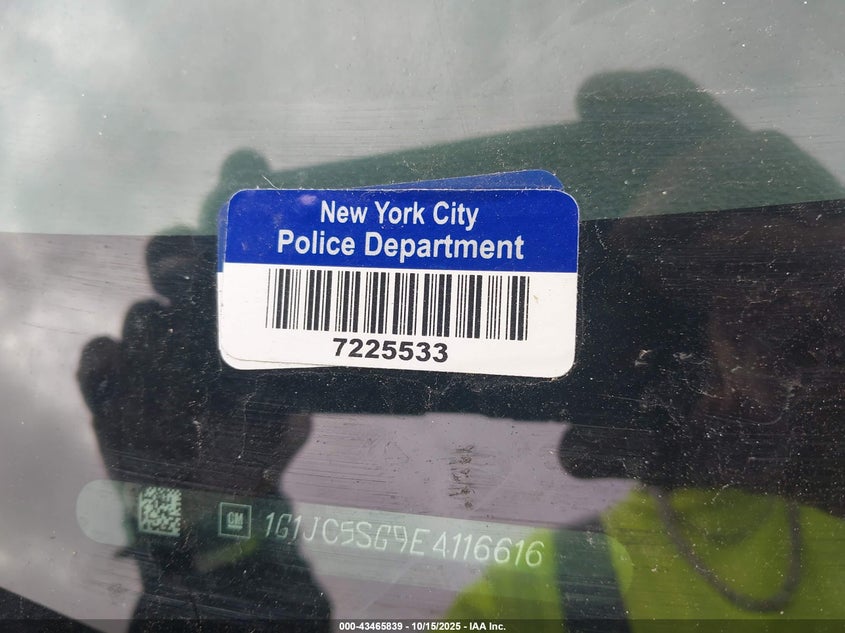 New York City
Police Department
7225533
GM 1G1JC5SG9E4116616
000-43465839 - 10/15/2025 - IAA Inc.